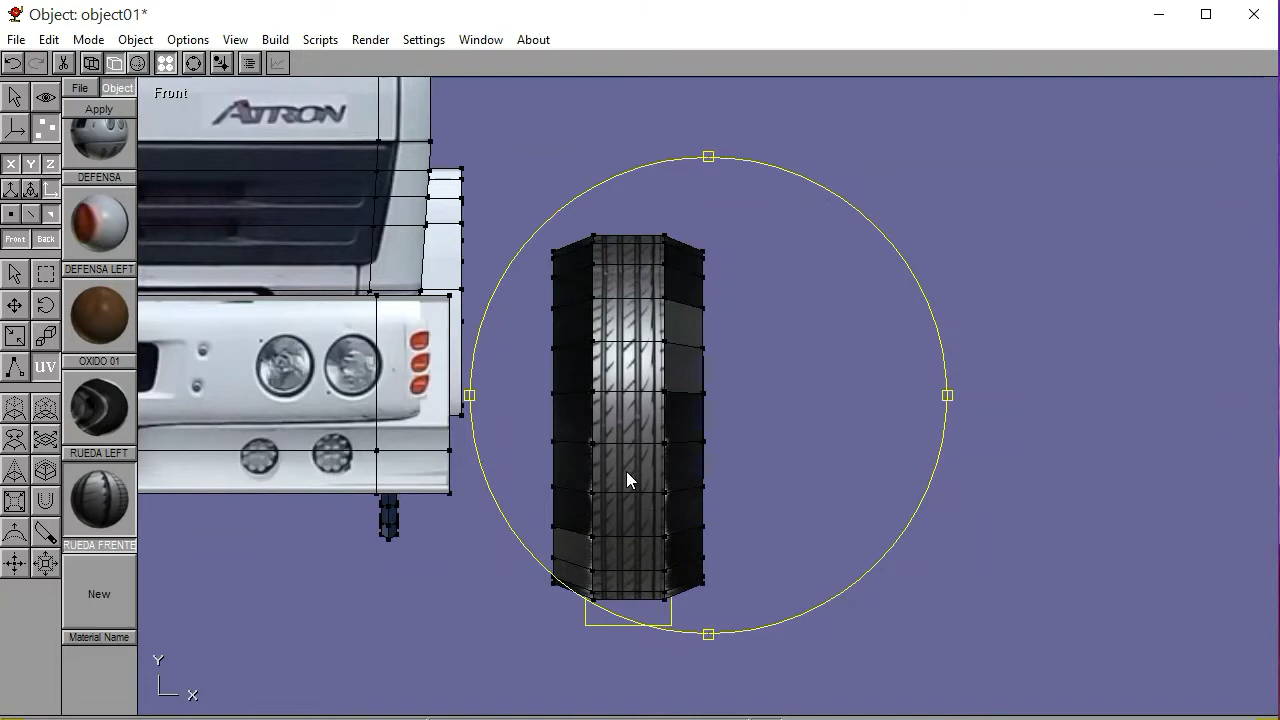 Object: object01*
File Edit Mode Object Options View Build Scripts Render Settings Window About
File Object
Apply
Front
ATRON
X Y Z
DEFENSA
Front Back
DEFENSA LEFT
OXIDO 01
UV
RUEDA LEFT
RUEDA FRENTE
New
Material Name
Y
X